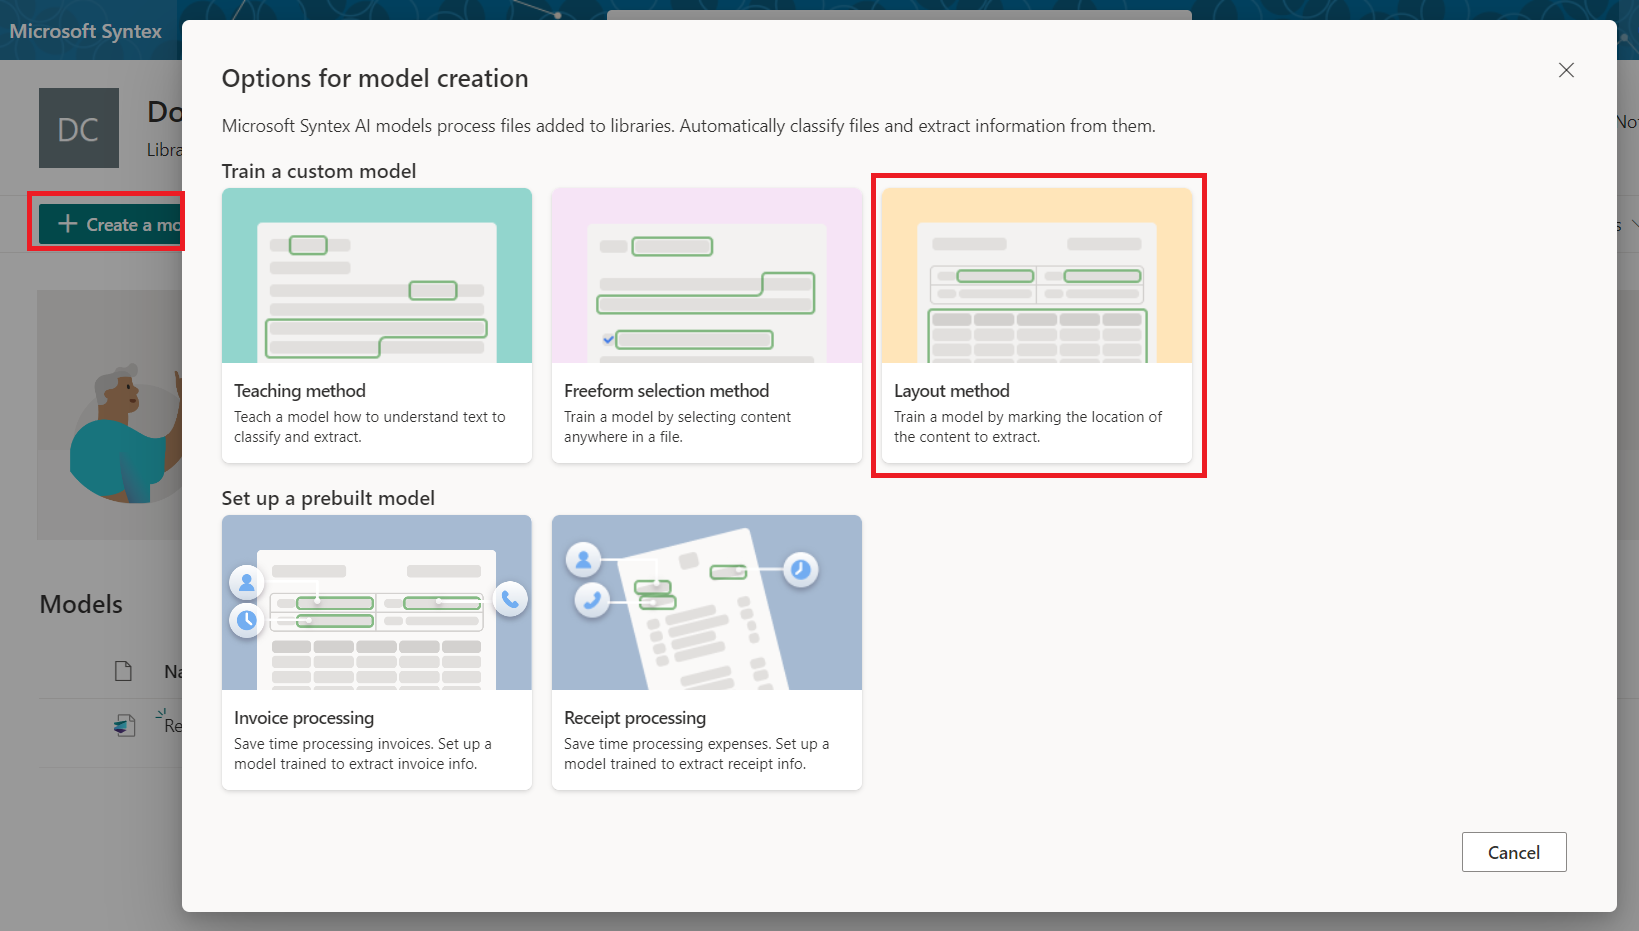 Microsoft Syntex
DC
Options for model creation
Microsoft Syntex AI models process files added to libraries. Automatically classify files and extract information from them.
Create a mo
Train a custom model
Teaching method
Teach a model how to understand text to
classify and extract.
Freeform selection method
Train a model by selecting content
anywhere in a file.
Layout method
Train a model by marking the location of
the content to extract.
Set up a prebuilt model
Invoice processing
Save time processing invoices. Set up a
model trained to extract invoice info.
Receipt processing
Save time processing expenses. Set up a
model trained to extract receipt info.
Models
Cancel